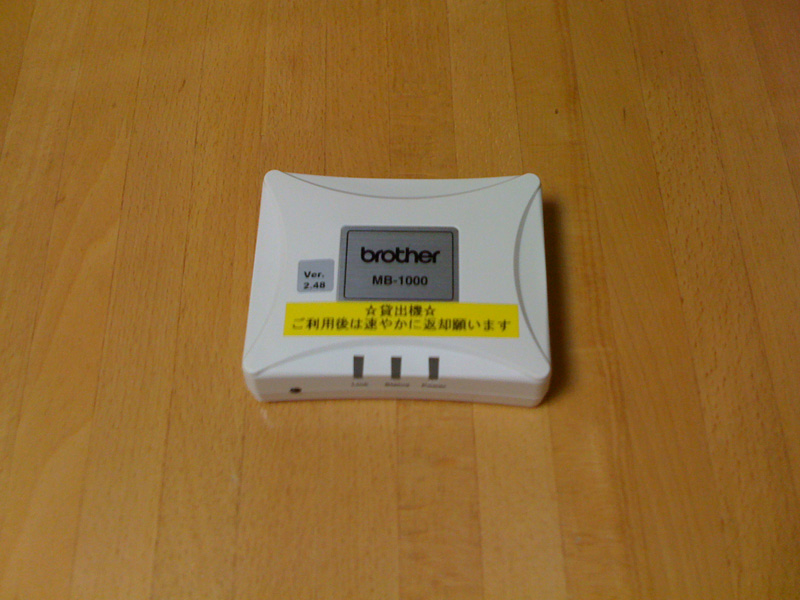 brother
MB-1000
Ver.
2.48
☆貸出機☆
ご利用後は速やかに返却願います
Link
Status
Power